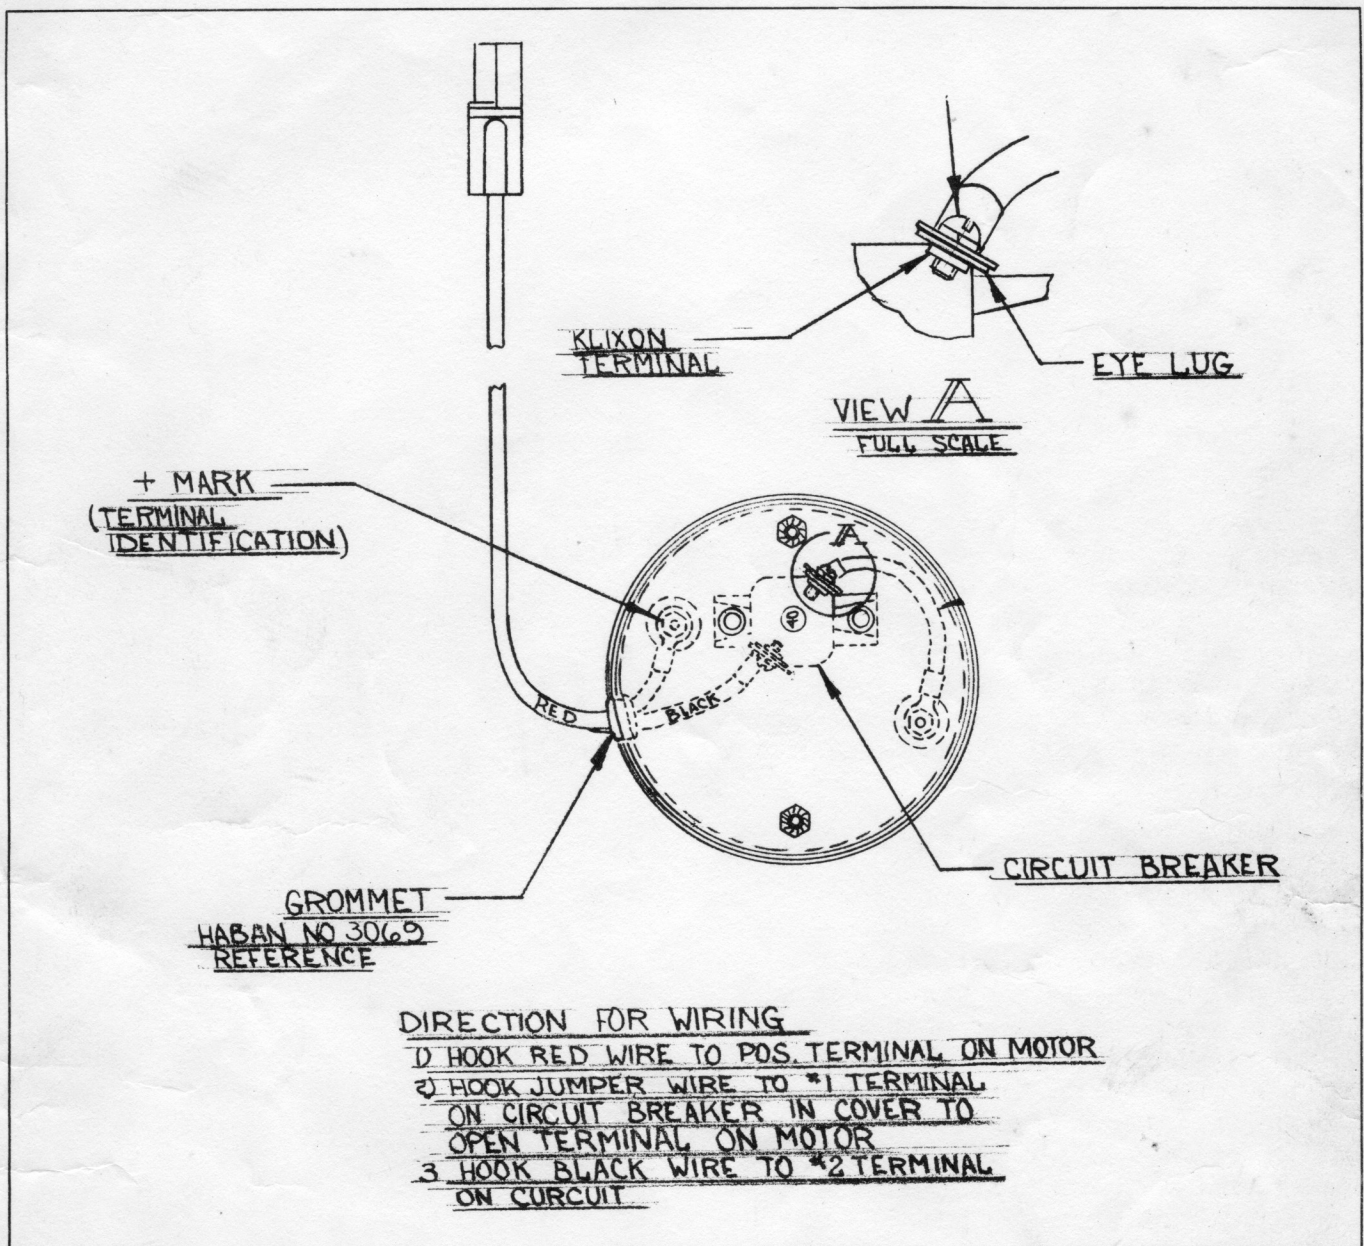 KLIXON
TERMINAL
EYE LUG
VIEW A
FULL SCALE
+ MARK
(TERMINAL
IDENTIFICATION)
A
RED
BLACK
CIRCUIT BREAKER
GROMMET
HABAN NO 3069
REFERENCE
DIRECTION FOR WIRING
1) HOOK RED WIRE TO POS. TERMINAL ON MOTOR
2) HOOK JUMPER WIRE TO #1 TERMINAL
ON CIRCUIT BREAKER IN COVER TO
OPEN TERMINAL ON MOTOR
3 HOOK BLACK WIRE TO #2 TERMINAL
ON CURCUIT